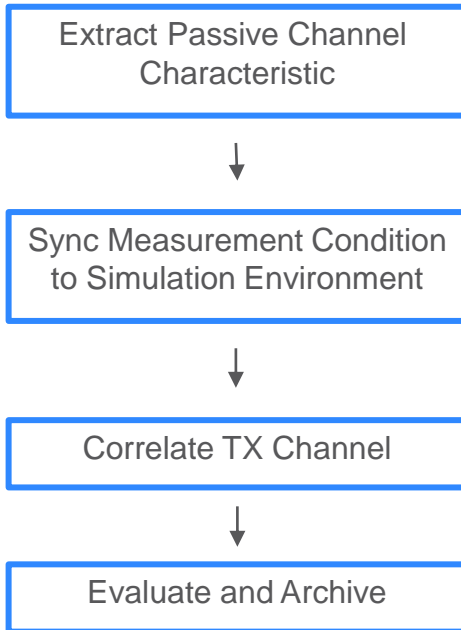 Extract Passive Channel
Characteristic
Sync Measurement Condition
to Simulation Environment
Correlate TX Channel
Evaluate and Archive